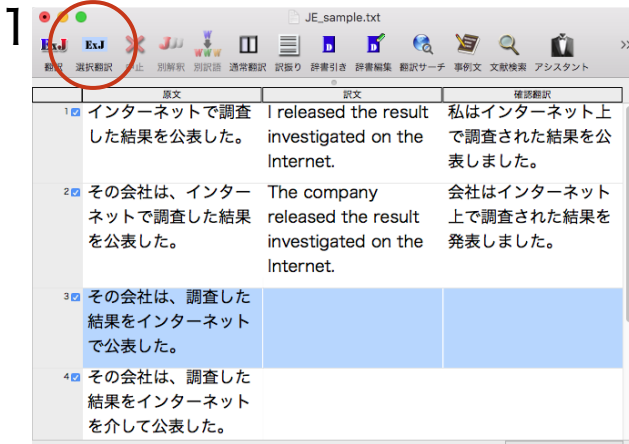 1
JE_sample.txt
ExJ ExJ
翻訳 選択翻訳 中止 別解釈 別訳語 通常翻訳 訳振り 辞書引き 辞書編集 翻訳サーチ 事例文 文献検索 アシスタント
原文 訳文 確認翻訳
1 インターネットで調査 I released the result 私はインターネット上
した結果を公表した。 investigated on the で調査された結果を公
Internet. 表しました。
2 その会社は、インター The company 会社はインターネット
ネットで調査した結果 released the result 上で調査された結果を
を公表した。 investigated on the 発表しました。
Internet.
3 その会社は、調査した
結果をインターネット
で公表した。
4 その会社は、調査した
結果をインターネット
を介して公表した。